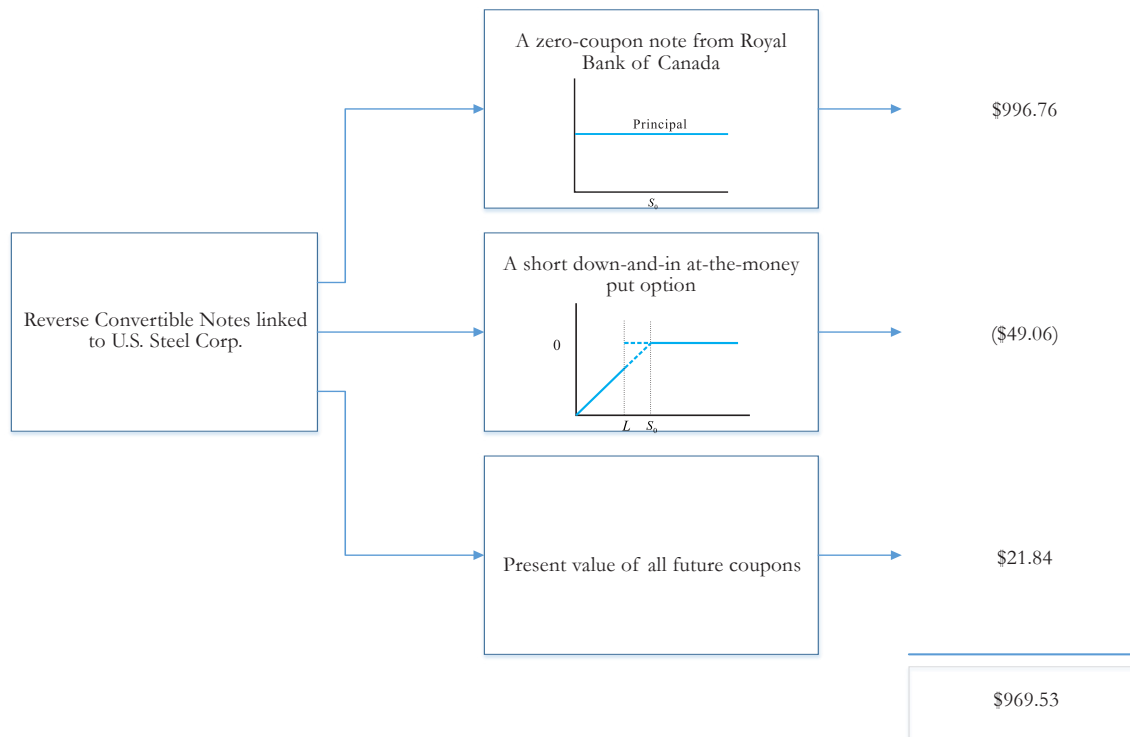 A zero-coupon note from Royal
Bank of Canada
Principal
S₀
$996.76
Reverse Convertible Notes linked
to U.S. Steel Corp.
A short down-and-in at-the-money
put option
0
L S₀
($49.06)
Present value of all future coupons
$21.84
$969.53